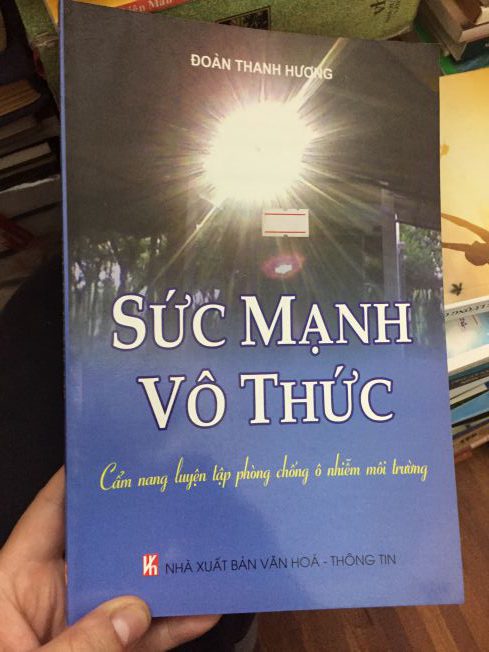 ĐOÀN THANH HƯƠNG
SỨC MẠNH
VÔ THỨC
Cẩm nang luyện tập phòng chống ô nhiễm môi trường
NHÀ XUẤT BẢN VĂN HOÁ - THÔNG TIN